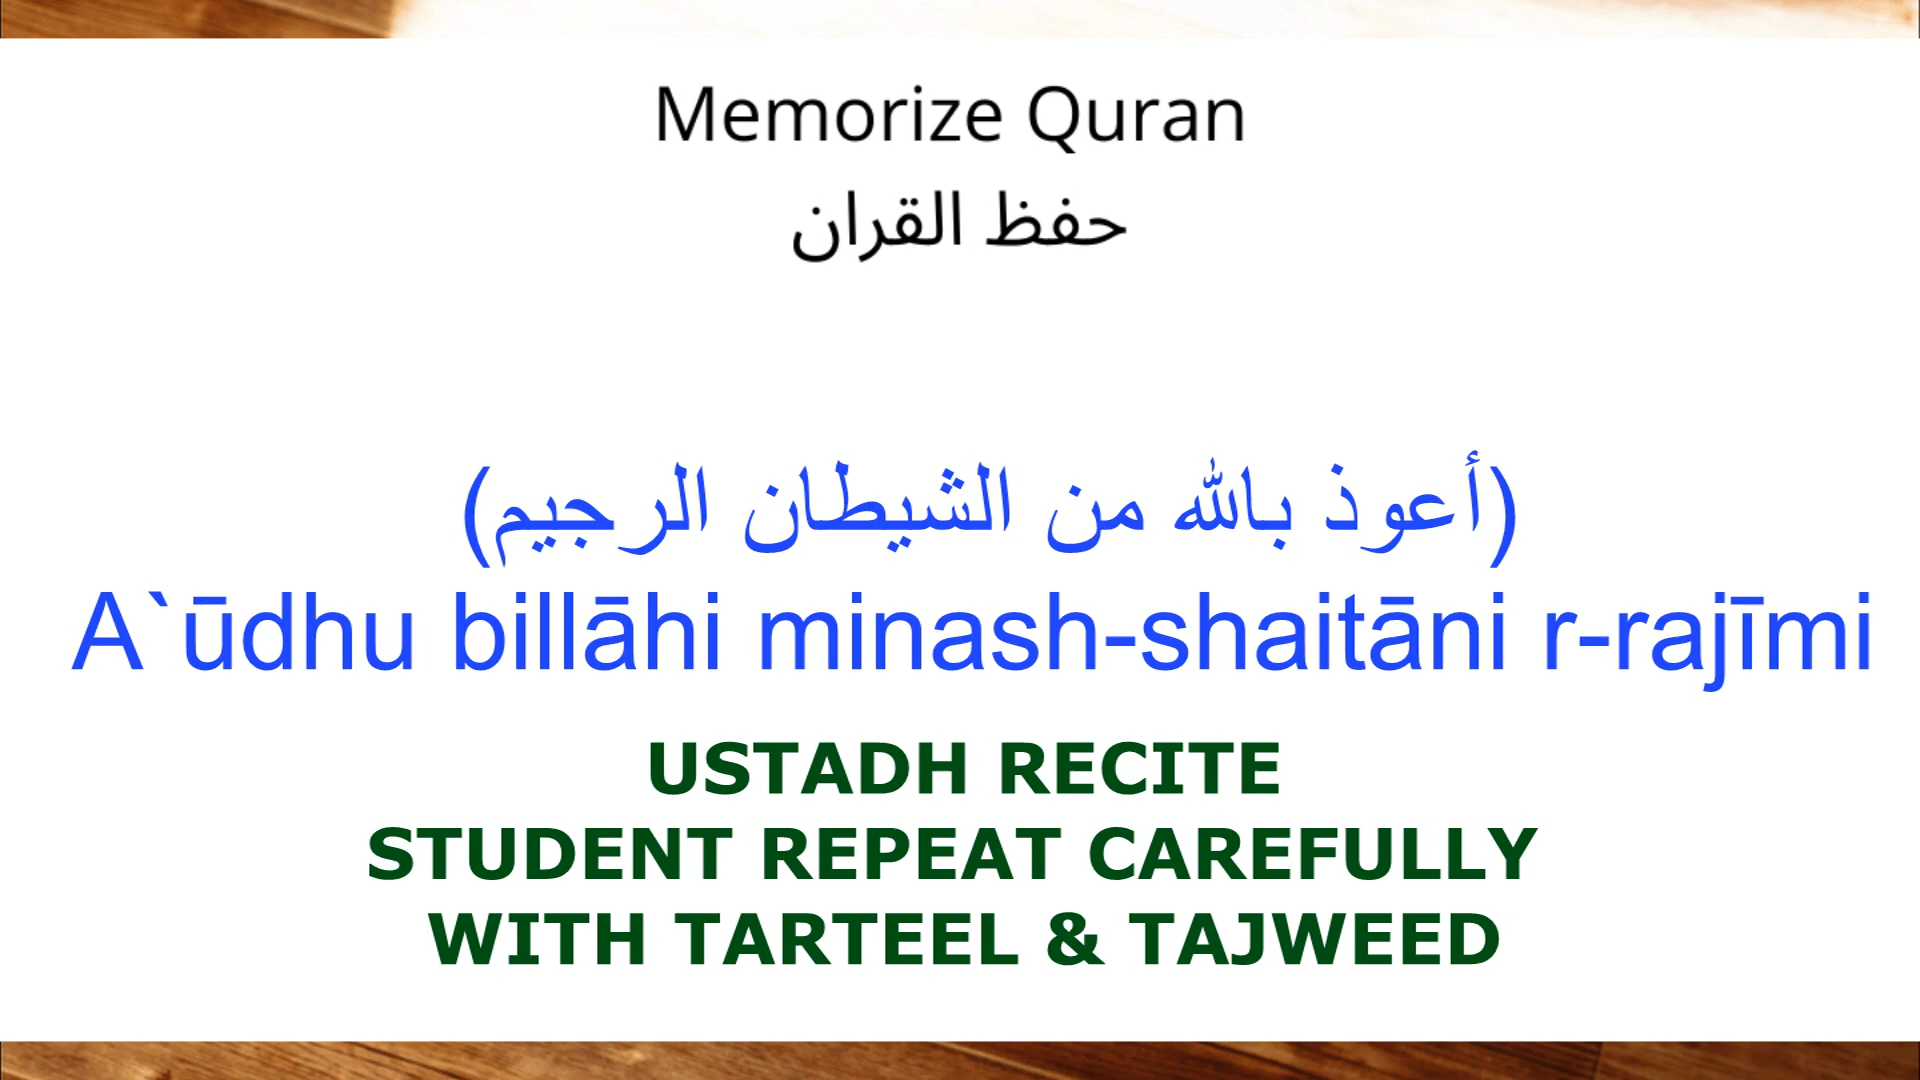 Memorize Quran
حفظ القران
(أعوذ بالله من الشيطان الرجيم)
A`ūdhu billāhi minash-shaitāni r-rajīmi
USTADH RECITE
STUDENT REPEAT CAREFULLY
WITH TARTEEL & TAJWEED